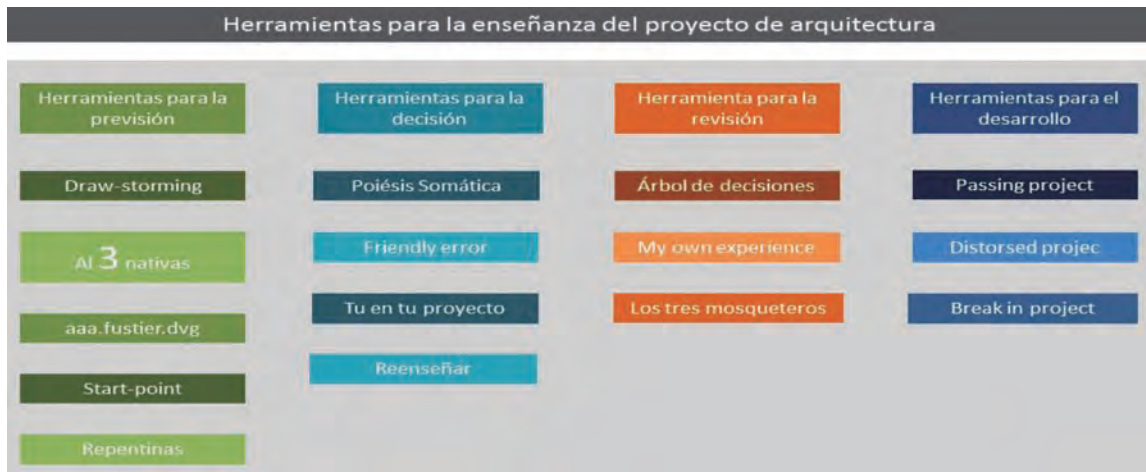 Herramientas para la enseñanza del proyecto de arquitectura
Herramientas para la
previsión
Draw-storming
Al 3 nativas
aaa.fustier.dvg
Start-point
Repentinas
Herramientas para la
decisión
Poiésis Somática
Friendly error
Tu en tu proyecto
Reenseñar
Herramienta para la
revisión
Árbol de decisiones
My own experience
Los tres mosqueteros
Herramientas para el
desarrollo
Passing project
Distorsed projec
Break in project